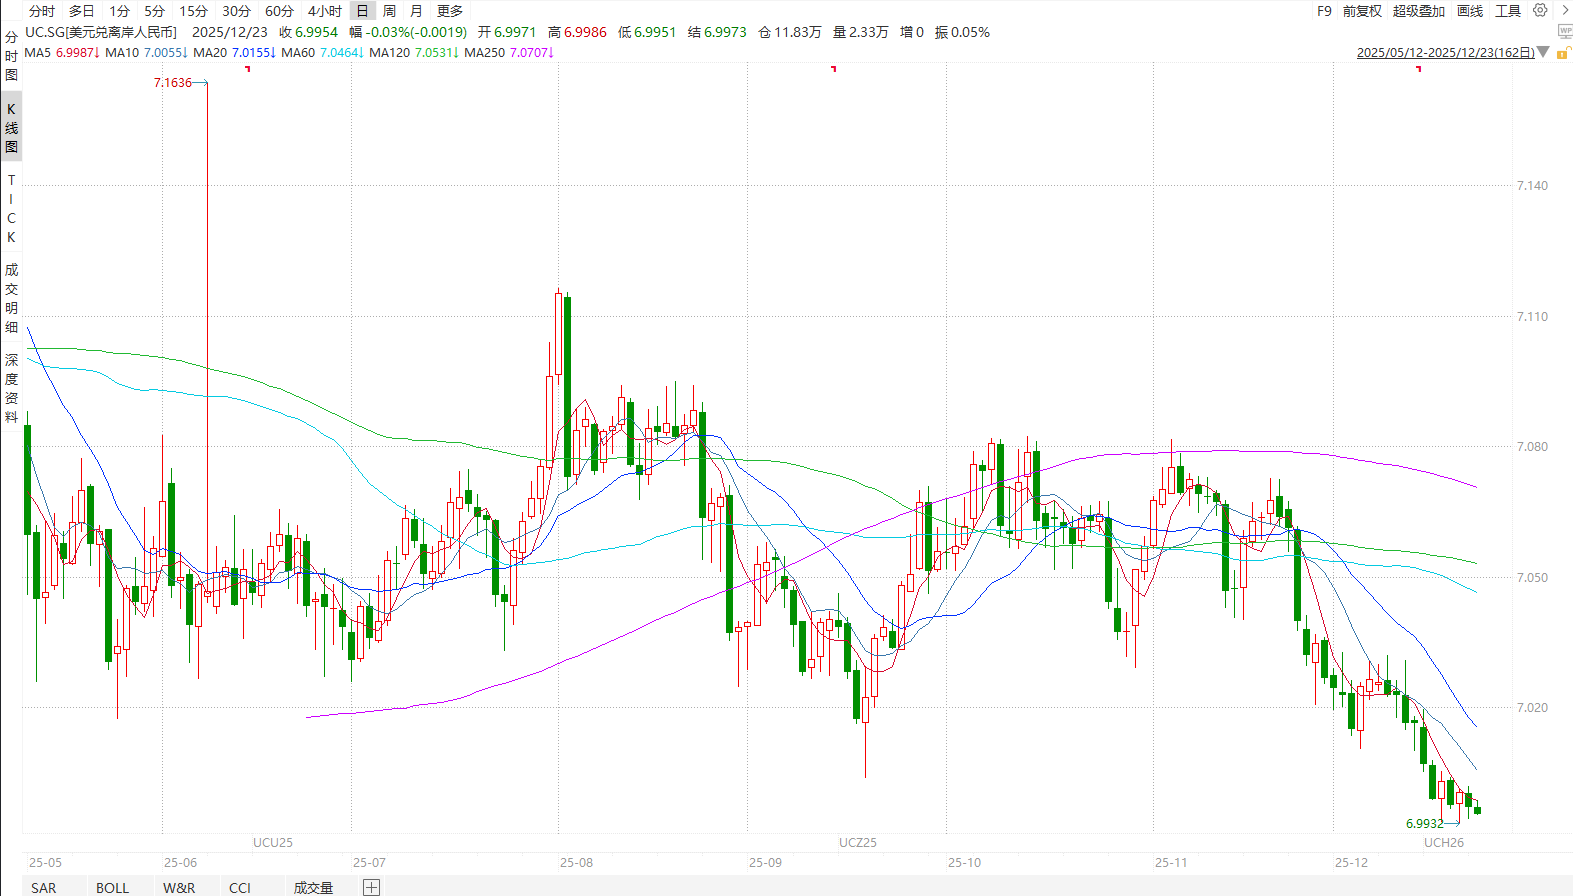 分时 多日 1分 5分 15分 30分 60分 4小时 日 周 月 更多 F9 前复权 超级叠加 画线 工具
UC.SG[美元兑离岸人民币] 2025/12/23 收 6.9954 幅 -0.03%(-0.0019) 开 6.9971 高 6.9986 低 6.9951 结 6.9973 仓 11.83万 量 2.33万 增 0 振 0.05%
MA5 6.9987↓ MA10 7.0055↓ MA20 7.0155↓ MA60 7.0464↓ MA120 7.0531↓ MA250 7.0707↓ 2025/05/12-2025/12/23(162日)
分时图
K线图
TICK
成交明细
深度资料
WP
7.1636
7.140
7.110
7.080
7.050
7.020
6.9932
UCU25 UCZ25 UCH26
25-05 25-06 25-07 25-08 25-09 25-10 25-11 25-12
SAR BOLL W&R CCI 成交量